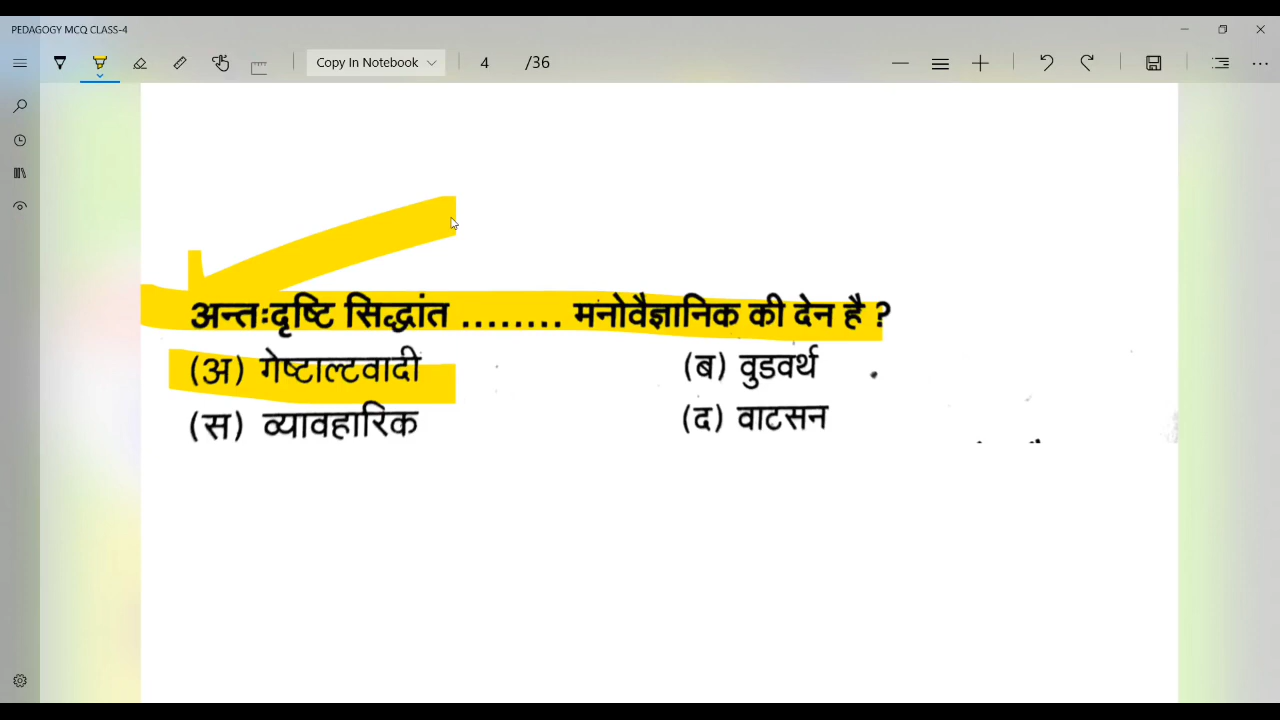 PEDAGOGY MCQ CLASS-4
Copy In Notebook 4 /36
अन्तःदृष्टि सिद्धांत ........ मनोवैज्ञानिक की देन है ?
(अ) गेष्टाल्टवादी (ब) वुडवर्थ
(स) व्यावहारिक (द) वाटसन